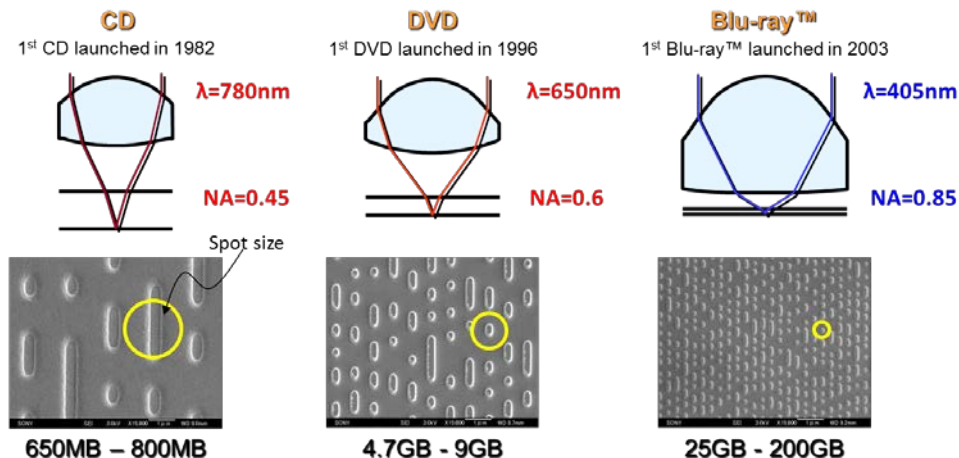 CD
1st CD launched in 1982
λ=780nm
NA=0.45
Spot size
650MB – 800MB
DVD
1st DVD launched in 1996
λ=650nm
NA=0.6
4.7GB - 9GB
Blu-ray™
1st Blu-ray™ launched in 2003
λ=405nm
NA=0.85
25GB - 200GB